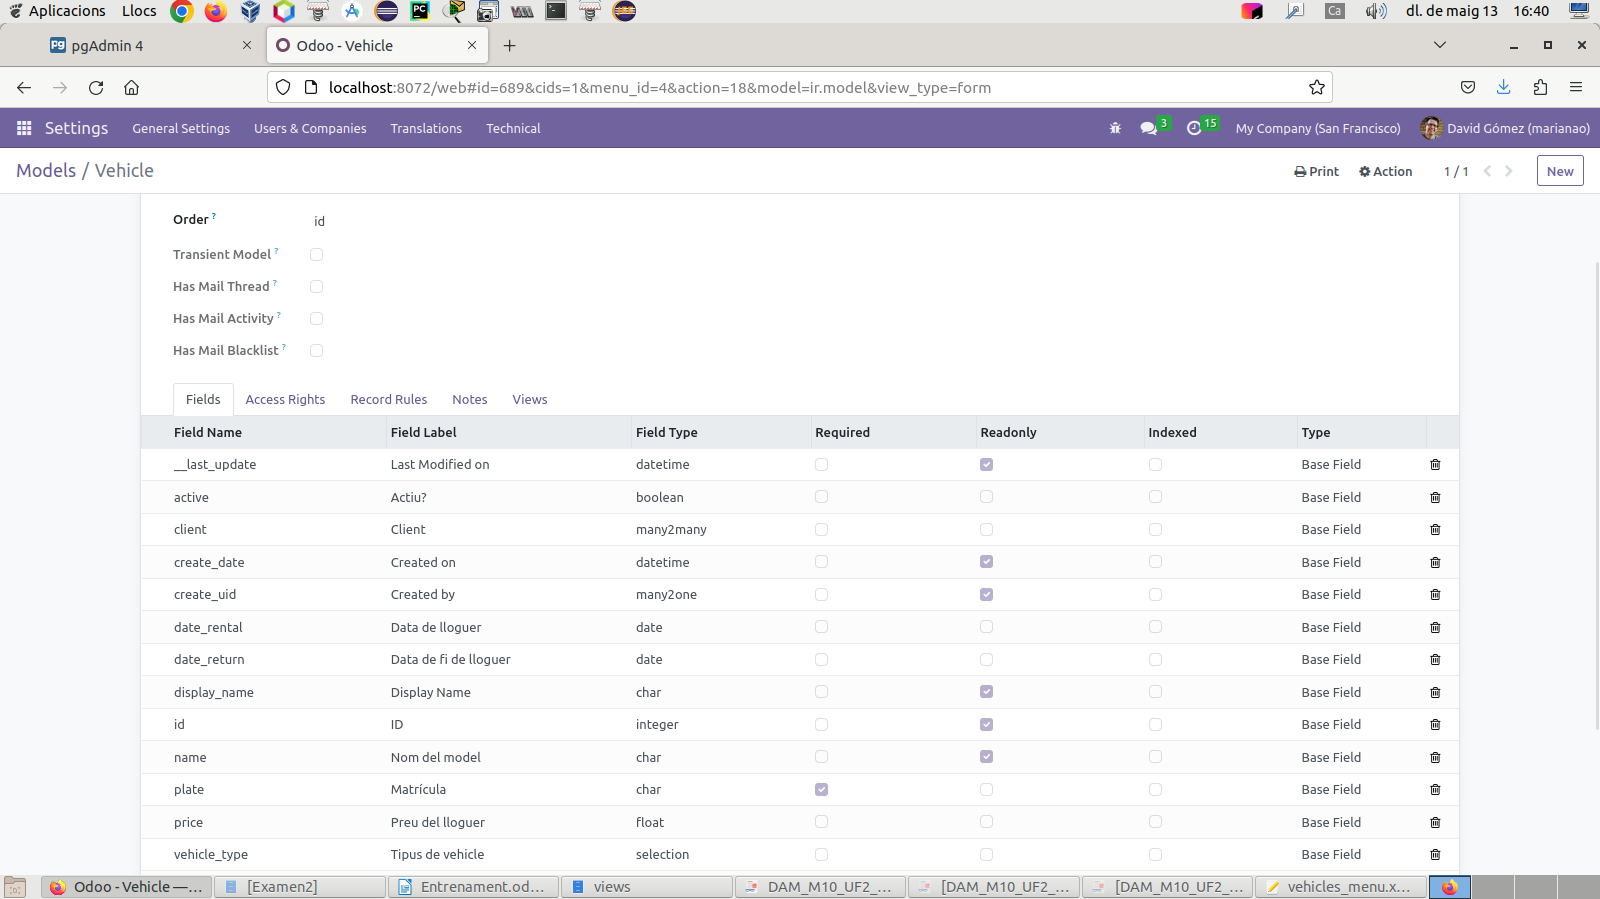 Aplicacions Llocs Ca dl. de maig 13 16:40
pgAdmin 4 Odoo - Vehicle
localhost:8072/web#id=689&cids=1&menu_id=4&action=18&model=ir.model&view_type=form
Settings General Settings Users & Companies Translations Technical 3 15 My Company (San Francisco) David Gómez (marianao)
Models / Vehicle Print Action 1 / 1 New
Order ? id
Transient Model ?
Has Mail Thread ?
Has Mail Activity ?
Has Mail Blacklist ?
Fields Access Rights Record Rules Notes Views
Field Name Field Label Field Type Required Readonly Indexed Type
__last_update Last Modified on datetime Base Field
active Actiu? boolean Base Field
client Client many2many Base Field
create_date Created on datetime Base Field
create_uid Created by many2one Base Field
date_rental Data de lloguer date Base Field
date_return Data de fi de lloguer date Base Field
display_name Display Name char Base Field
id ID integer Base Field
name Nom del model char Base Field
plate Matrícula char Base Field
price Preu del lloguer float Base Field
vehicle_type Tipus de vehicle selection Base Field
Odoo - Vehicle —... [Examen2] Entrenament.od... views DAM_M10_UF2_... [DAM_M10_UF2_... [DAM_M10_UF2_... vehicles_menu.x...